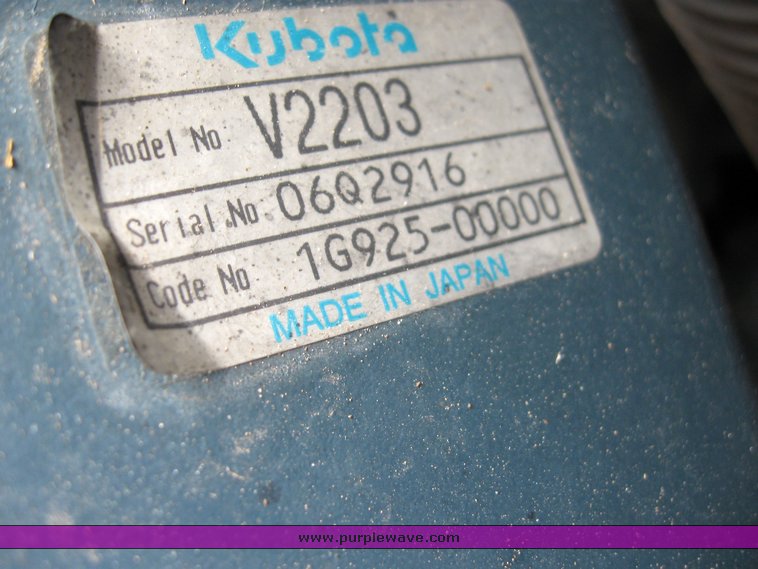 Kubota
Model No V2203
Serial No. 06Q2916
Code No 1G925-00000
MADE IN JAPAN
www.purplewave.com